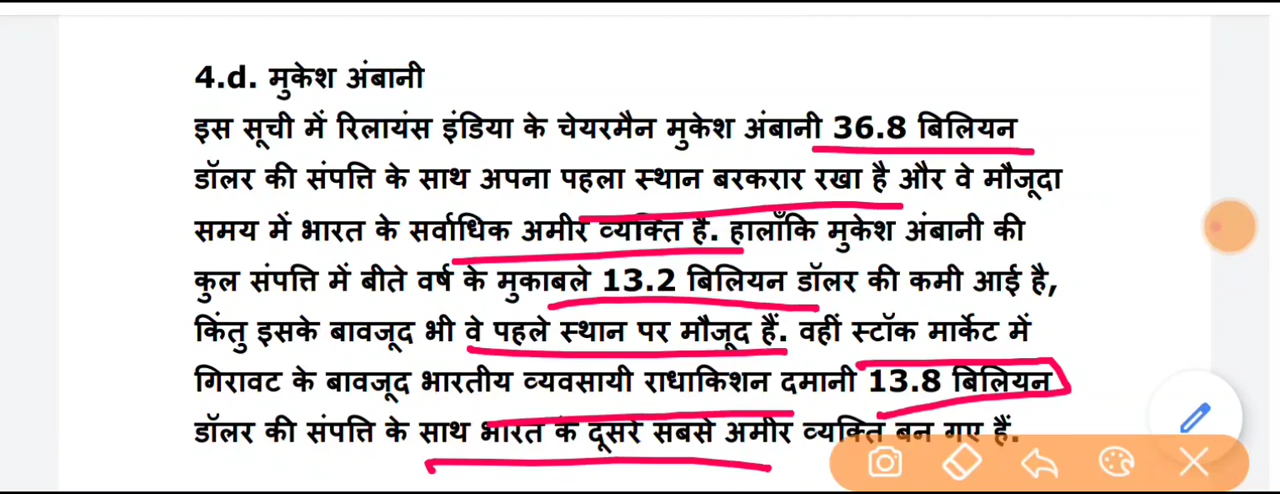 4.d. मुकेश अंबानी
इस सूची में रिलायंस इंडिया के चेयरमैन मुकेश अंबानी 36.8 बिलियन
डॉलर की संपत्ति के साथ अपना पहला स्थान बरकरार रखा है और वे मौजूदा
समय में भारत के सर्वाधिक अमीर व्यक्ति है. हालाँकि मुकेश अंबानी की
कुल संपत्ति में बीते वर्ष के मुकाबले 13.2 बिलियन डॉलर की कमी आई है,
किंतु इसके बावजूद भी वे पहले स्थान पर मौजूद हैं. वहीं स्टॉक मार्केट में
गिरावट के बावजूद भारतीय व्यवसायी राधाकिशन दमानी 13.8 बिलियन
डॉलर की संपत्ति के साथ भारत के दूसरे सबसे अमीर व्यक्ति बन गए हैं.